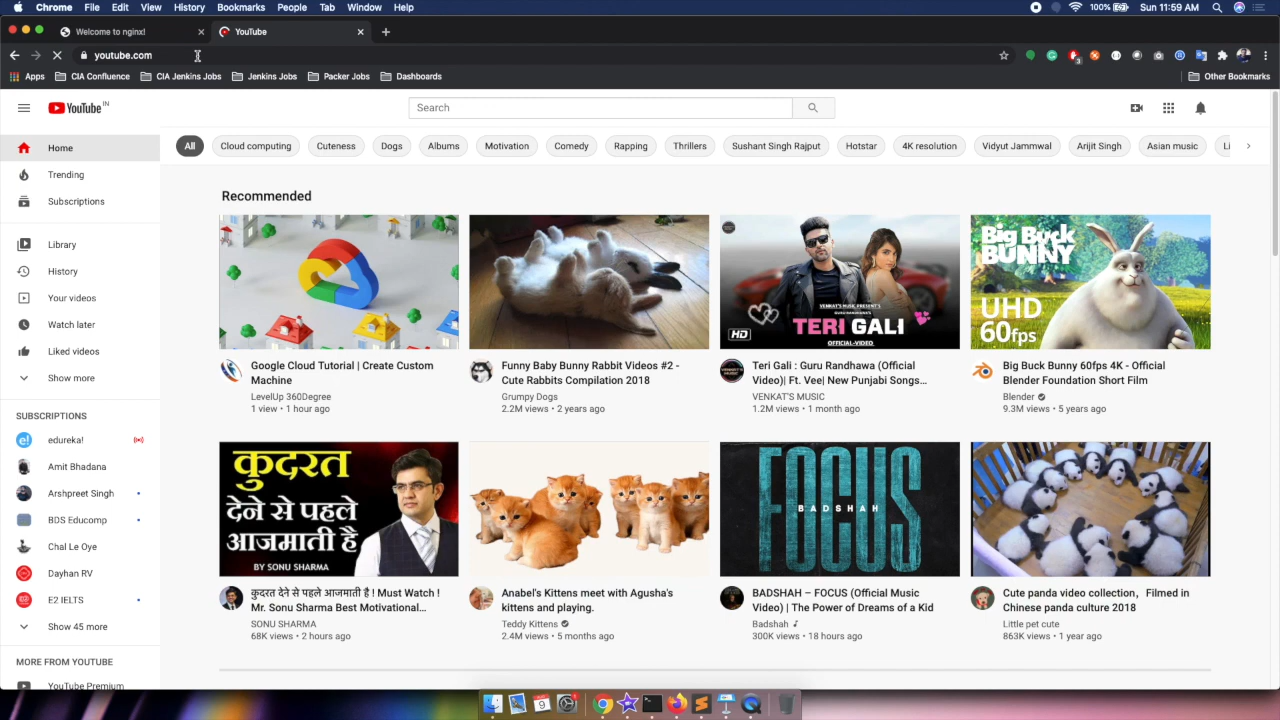 Chrome File Edit View History Bookmarks People Tab Window Help 100% Sun 11:59 AM
Welcome to nginx! YouTube
youtube.com
Apps CIA Confluence CIA Jenkins Jobs Jenkins Jobs Packer Jobs Dashboards Other Bookmarks
YouTube IN
Search
Home
Trending
Subscriptions
Library
History
Your videos
Watch later
Liked videos
Show more
SUBSCRIPTIONS
edureka!
Amit Bhadana
Arshpreet Singh
BDS Educomp
Chal Le Oye
Dayhan RV
E2 IELTS
Show 45 more
MORE FROM YOUTUBE
YouTube Premium
All Cloud computing Cuteness Dogs Albums Motivation Comedy Rapping Thrillers Sushant Singh Rajput Hotstar 4K resolution Vidyut Jammwal Arijit Singh Asian music Li
Recommended
Google Cloud Tutorial | Create Custom
Machine
LevelUp 360Degree
1 view • 1 hour ago
Funny Baby Bunny Rabbit Videos #2 -
Cute Rabbits Compilation 2018
Grumpy Dogs
2.2M views • 2 years ago
VENKAT'S MUSIC PRESENT'S
TERI GALI
OFFICIAL-VIDEO
HD
Teri Gali : Guru Randhawa (Official
Video)| Ft. Vee| New Punjabi Songs...
VENKAT'S MUSIC
1.2M views • 1 month ago
Big Buck
BUNNY
UHD
60fps
Big Buck Bunny 60fps 4K - Official
Blender Foundation Short Film
Blender
9.3M views • 5 years ago
कुदरत
देने से पहले
आजमाती है
BY SONU SHARMA
कुदरत देने से पहले आजमाती है ! Must Watch !
Mr. Sonu Sharma Best Motivational...
SONU SHARMA
68K views • 2 hours ago
Anabel's Kittens meet with Agusha's
kittens and playing.
Teddy Kittens
2.4M views • 5 months ago
FOCUS
BADSHAH
BADSHAH – FOCUS (Official Music
Video) | The Power of Dreams of a Kid
Badshah
300K views • 18 hours ago
Cute panda video collection，Filmed in
Chinese panda culture 2018
Little pet cute
863K views • 1 year ago